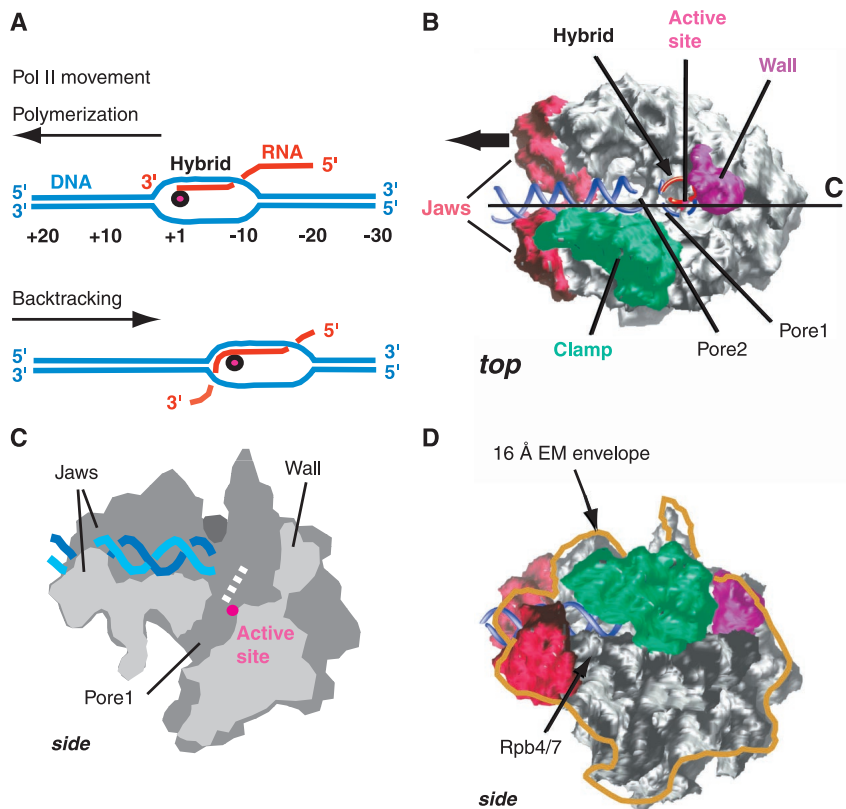 A
Pol II movement
Polymerization
Hybrid
RNA
DNA
3'
5'
5'
3'
3'
5'
+20 +10 +1 -10 -20 -30
Backtracking
5'
5'
3'
3'
5'
3'
B
Hybrid
Active
site
Wall
C
Jaws
Clamp
Pore2
Pore1
top
C
Jaws
Wall
Active
site
Pore1
side
D
16 Å EM envelope
Rpb4/7
side